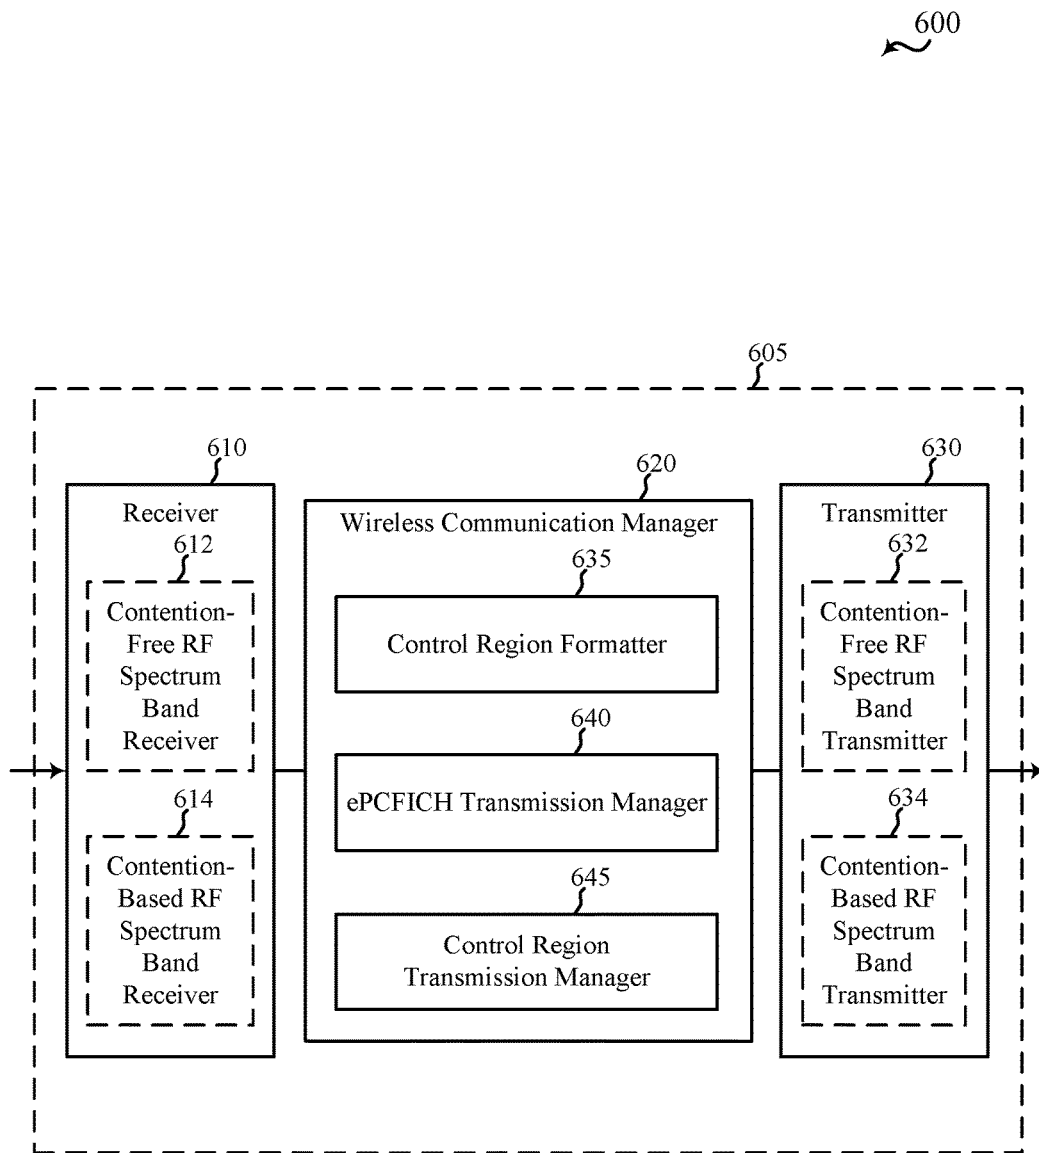 600
605
610
Receiver
612
Contention-
Free RF
Spectrum
Band
Receiver
614
Contention-
Based RF
Spectrum
Band
Receiver
620
Wireless Communication Manager
635
Control Region Formatter
640
ePCFICH Transmission Manager
645
Control Region
Transmission Manager
630
Transmitter
632
Contention-
Free RF
Spectrum
Band
Transmitter
634
Contention-
Based RF
Spectrum
Band
Transmitter